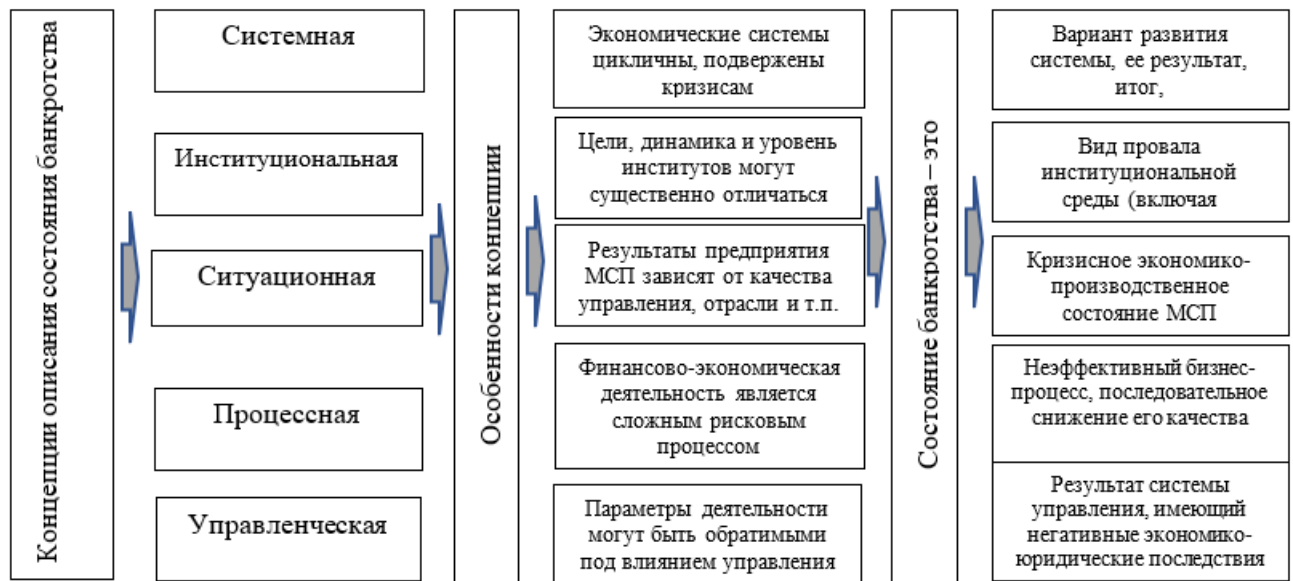 Концепции описания состояния банкротства
Системная
Институциональная
Ситуационная
Процессная
Управленческая
Особенности концепции
Экономические системы
цикличны, подвержены
кризисам
Цели, динамика и уровень
институтов могут
существенно отличаться
Результаты предприятия
МСП зависят от качества
управления, отрасли и т.п.
Финансово-экономическая
деятельность является
сложным рисковым
процессом
Параметры деятельности
могут быть обратимыми
под влиянием управления
Состояние банкротства – это
Вариант развития
системы, ее результат,
итог,
Вид провала
институциональной
среды (включая
Кризисное экономико-
производственное
состояние МСП
Неэффективный бизнес-
процесс, последовательное
снижение его качества
Результат системы
управления, имеющий
негативные экономико-
юридические последствия